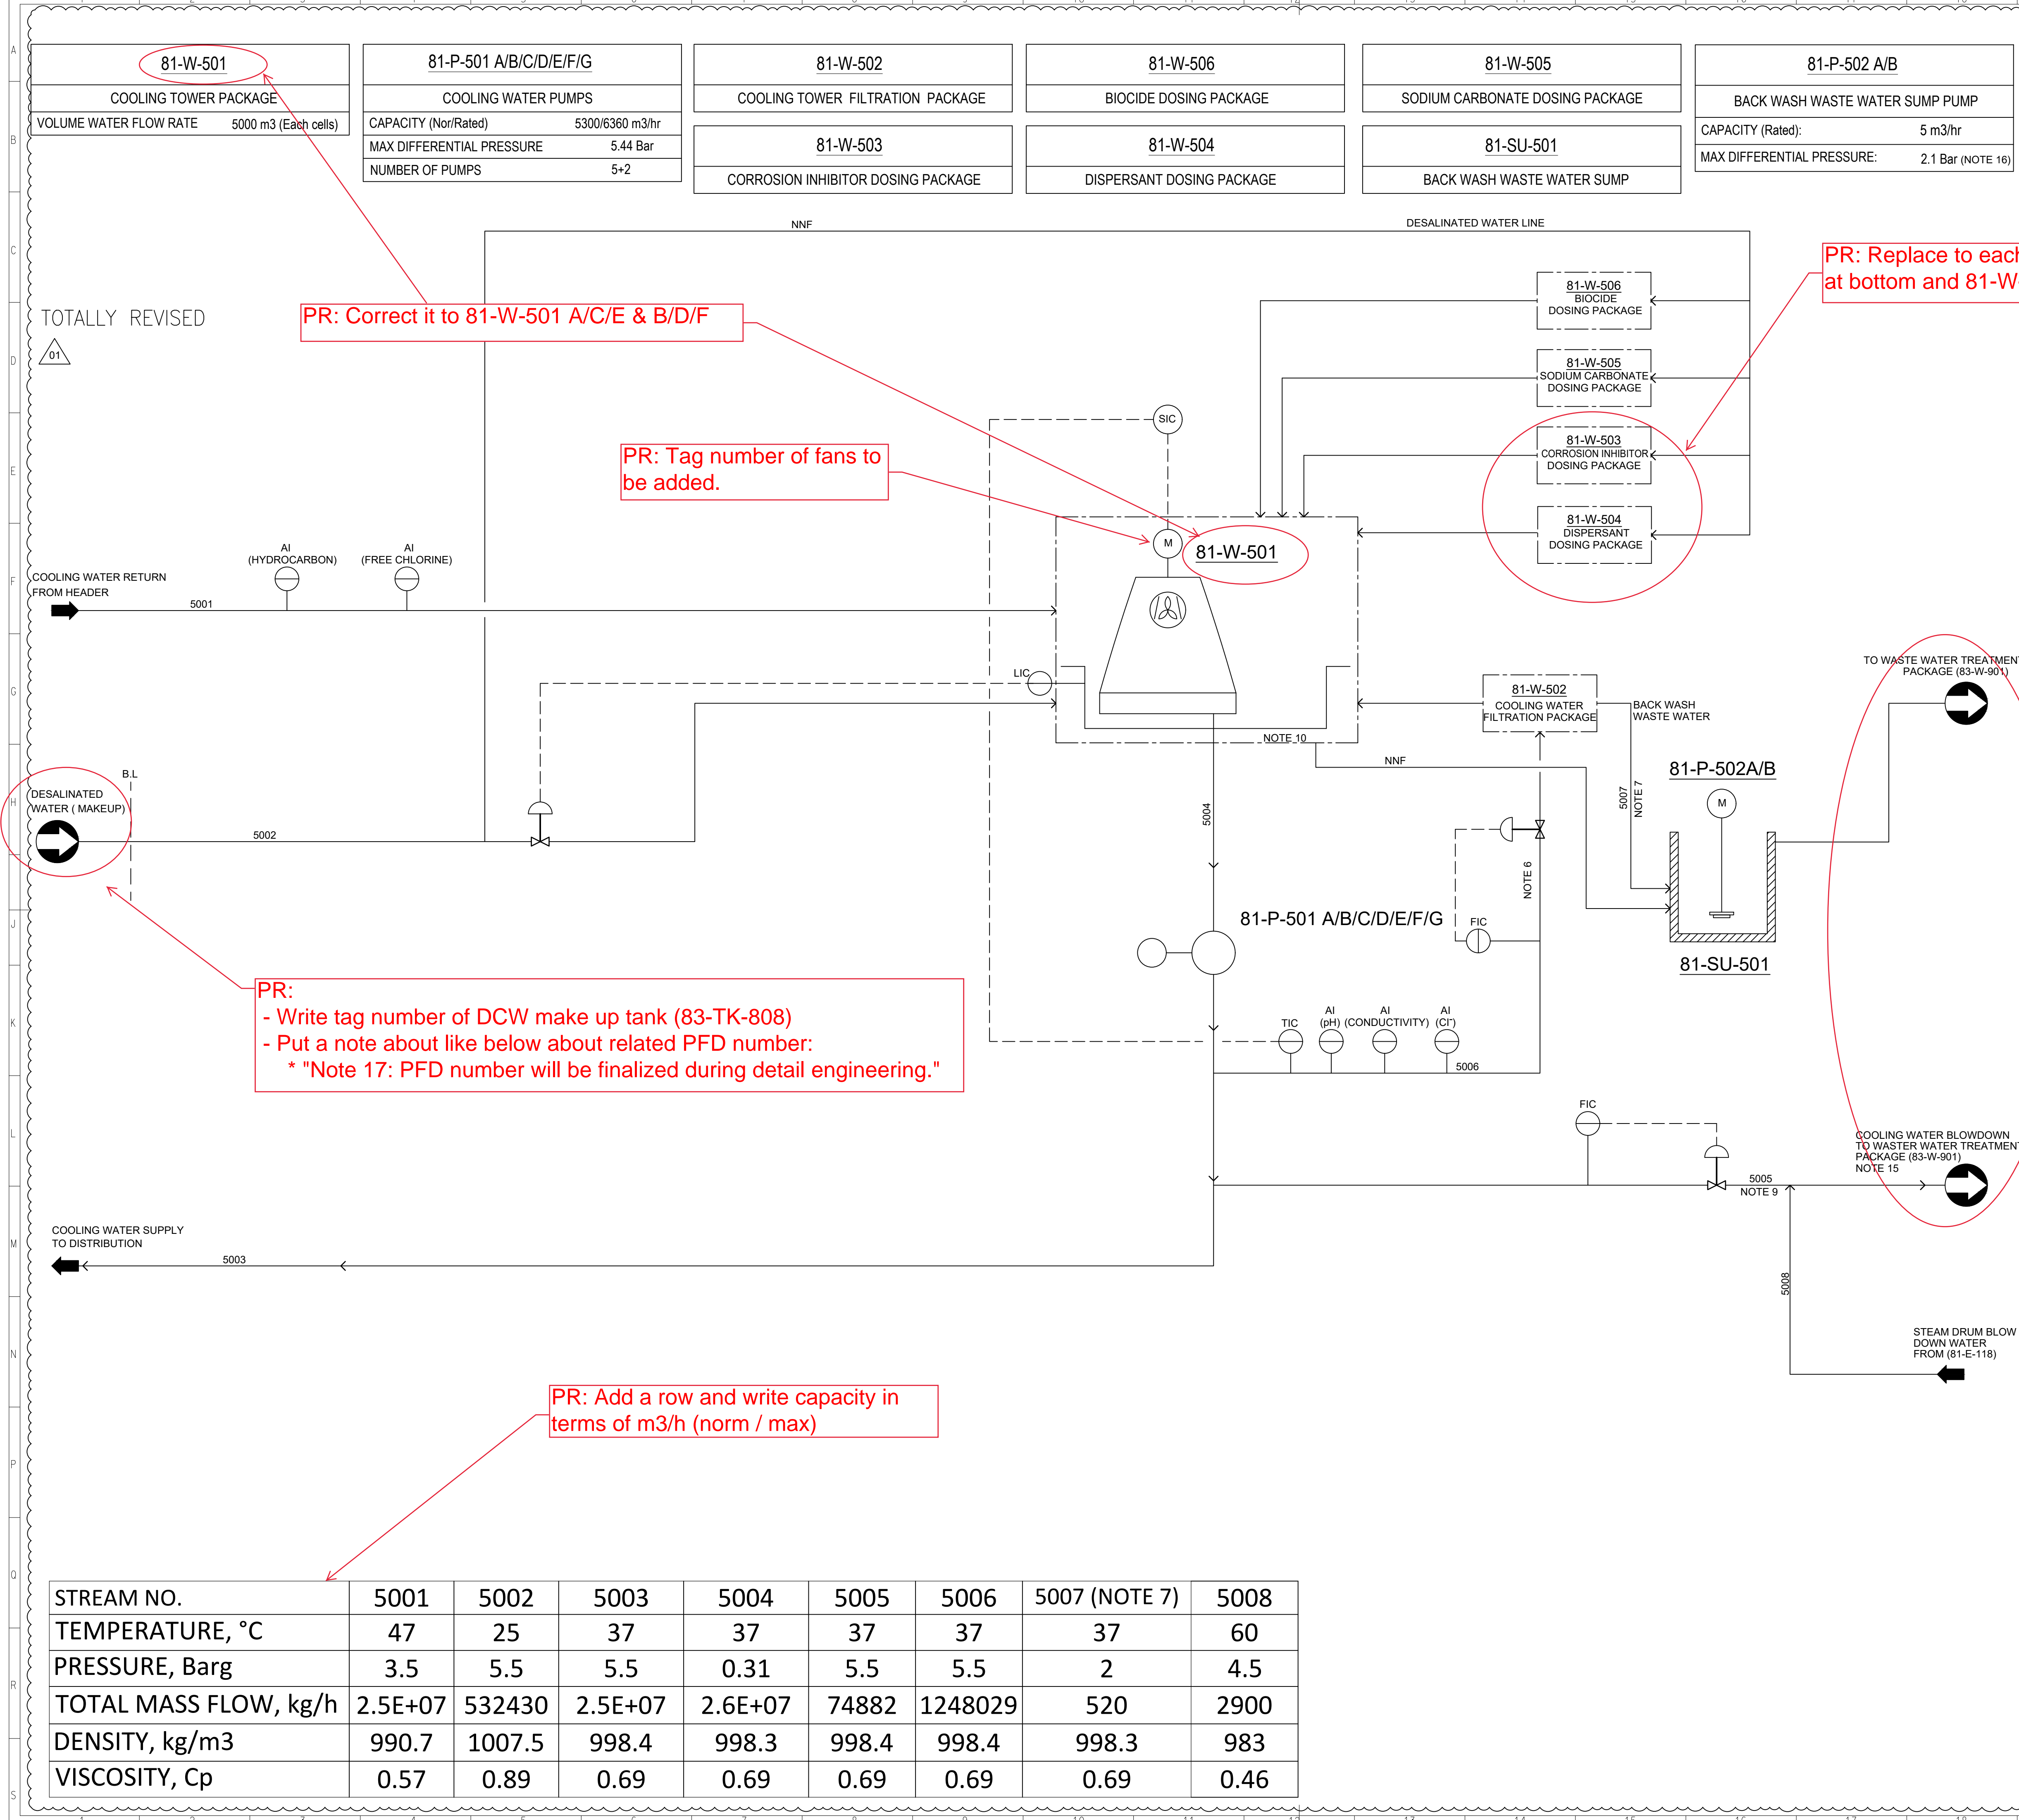 81-W-501
COOLING TOWER PACKAGE
VOLUME WATER FLOW RATE 5000 m3 (Each cells)
81-P-501 A/B/C/D/E/F/G
COOLING WATER PUMPS
CAPACITY (Nor/Rated) 5300/6360 m3/hr
MAX DIFFERENTIAL PRESSURE 5.44 Bar
NUMBER OF PUMPS 5+2
81-W-502
COOLING TOWER FILTRATION PACKAGE
81-W-503
CORROSION INHIBITOR DOSING PACKAGE
81-W-506
BIOCIDE DOSING PACKAGE
81-W-504
DISPERSANT DOSING PACKAGE
81-W-505
SODIUM CARBONATE DOSING PACKAGE
81-SU-501
BACK WASH WASTE WATER SUMP
81-P-502 A/B
BACK WASH WASTE WATER SUMP PUMP
CAPACITY (Rated): 5 m3/hr
MAX DIFFERENTIAL PRESSURE: 2.1 Bar (NOTE 16)
A
B
C
D
E
F
G
H
J
K
L
M
N
P
Q
R
S
NNF
DESALINATED WATER LINE
PR: Replace to each
at bottom and 81-W-
TOTALLY REVISED
01
PR: Correct it to 81-W-501 A/C/E & B/D/F
81-W-506
BIOCIDE
DOSING PACKAGE
81-W-505
SODIUM CARBONATE
DOSING PACKAGE
81-W-503
CORROSION INHIBITOR
DOSING PACKAGE
81-W-504
DISPERSANT
DOSING PACKAGE
SIC
PR: Tag number of fans to
be added.
M
81-W-501
AI
(HYDROCARBON)
AI
(FREE CHLORINE)
COOLING WATER RETURN
FROM HEADER
5001
LIC
NOTE 10
81-W-502
COOLING WATER
FILTRATION PACKAGE
BACK WASH
WASTE WATER
TO WASTE WATER TREATMENT
PACKAGE (83-W-901)
NNF
B.L
DESALINATED
WATER ( MAKEUP)
5002
5004
5007
NOTE 7
81-P-502A/B
M
NOTE 6
81-P-501 A/B/C/D/E/F/G
FIC
81-SU-501
PR:
- Write tag number of DCW make up tank (83-TK-808)
- Put a note about like below about related PFD number:
* "Note 17: PFD number will be finalized during detail engineering."
TIC
AI
(pH)
AI
(CONDUCTIVITY)
AI
(Cl-)
5006
FIC
COOLING WATER BLOWDOWN
TO WASTER WATER TREATMENT
PACKAGE (83-W-901)
NOTE 15
5005
NOTE 9
COOLING WATER SUPPLY
TO DISTRIBUTION
5003
5008
STEAM DRUM BLOW
DOWN WATER
FROM (81-E-118)
PR: Add a row and write capacity in
terms of m3/h (norm / max)
STREAM NO. 5001 5002 5003 5004 5005 5006 5007 (NOTE 7) 5008
TEMPERATURE, °C 47 25 37 37 37 37 37 60
PRESSURE, Barg 3.5 5.5 5.5 0.31 5.5 5.5 2 4.5
TOTAL MASS FLOW, kg/h 2.5E+07 532430 2.5E+07 2.6E+07 74882 1248029 520 2900
DENSITY, kg/m3 990.7 1007.5 998.4 998.3 998.4 998.4 998.3 983
VISCOSITY, Cp 0.57 0.89 0.69 0.69 0.69 0.69 0.69 0.46